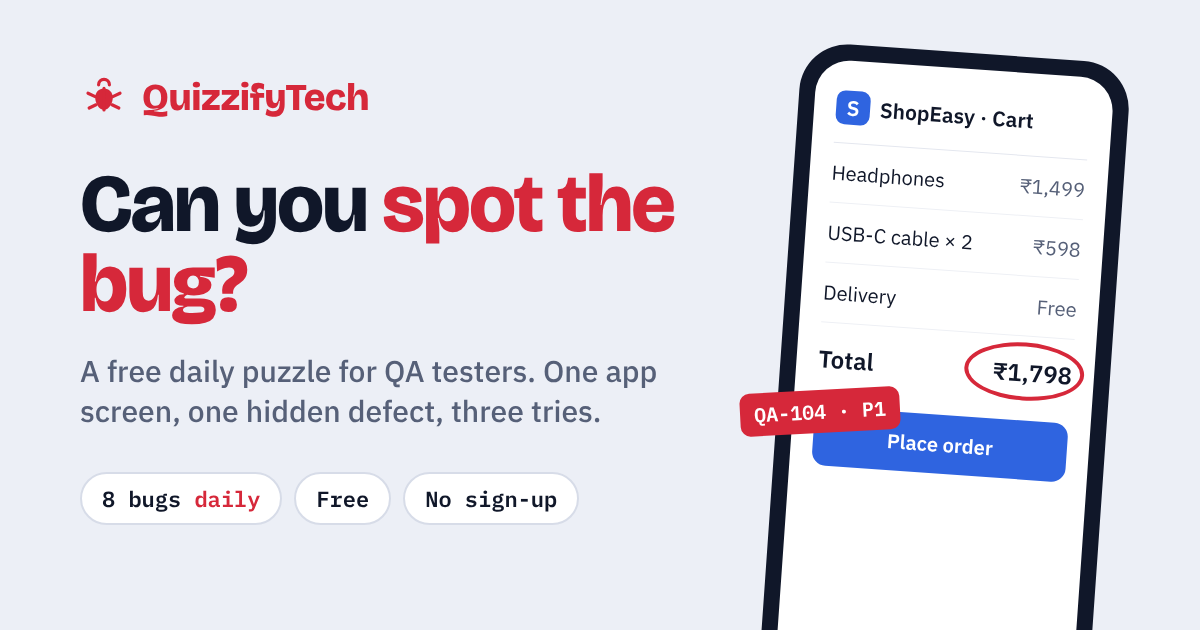 QuizzifyTech
Can you spot the
bug?
A free daily puzzle for QA testers. One app
screen, one hidden defect, three tries.
8 bugs daily
Free
No sign-up
S
ShopEasy · Cart
Headphones ₹1,499
USB-C cable × 2 ₹598
Delivery Free
Total ₹1,798
QA-104 · P1
Place order